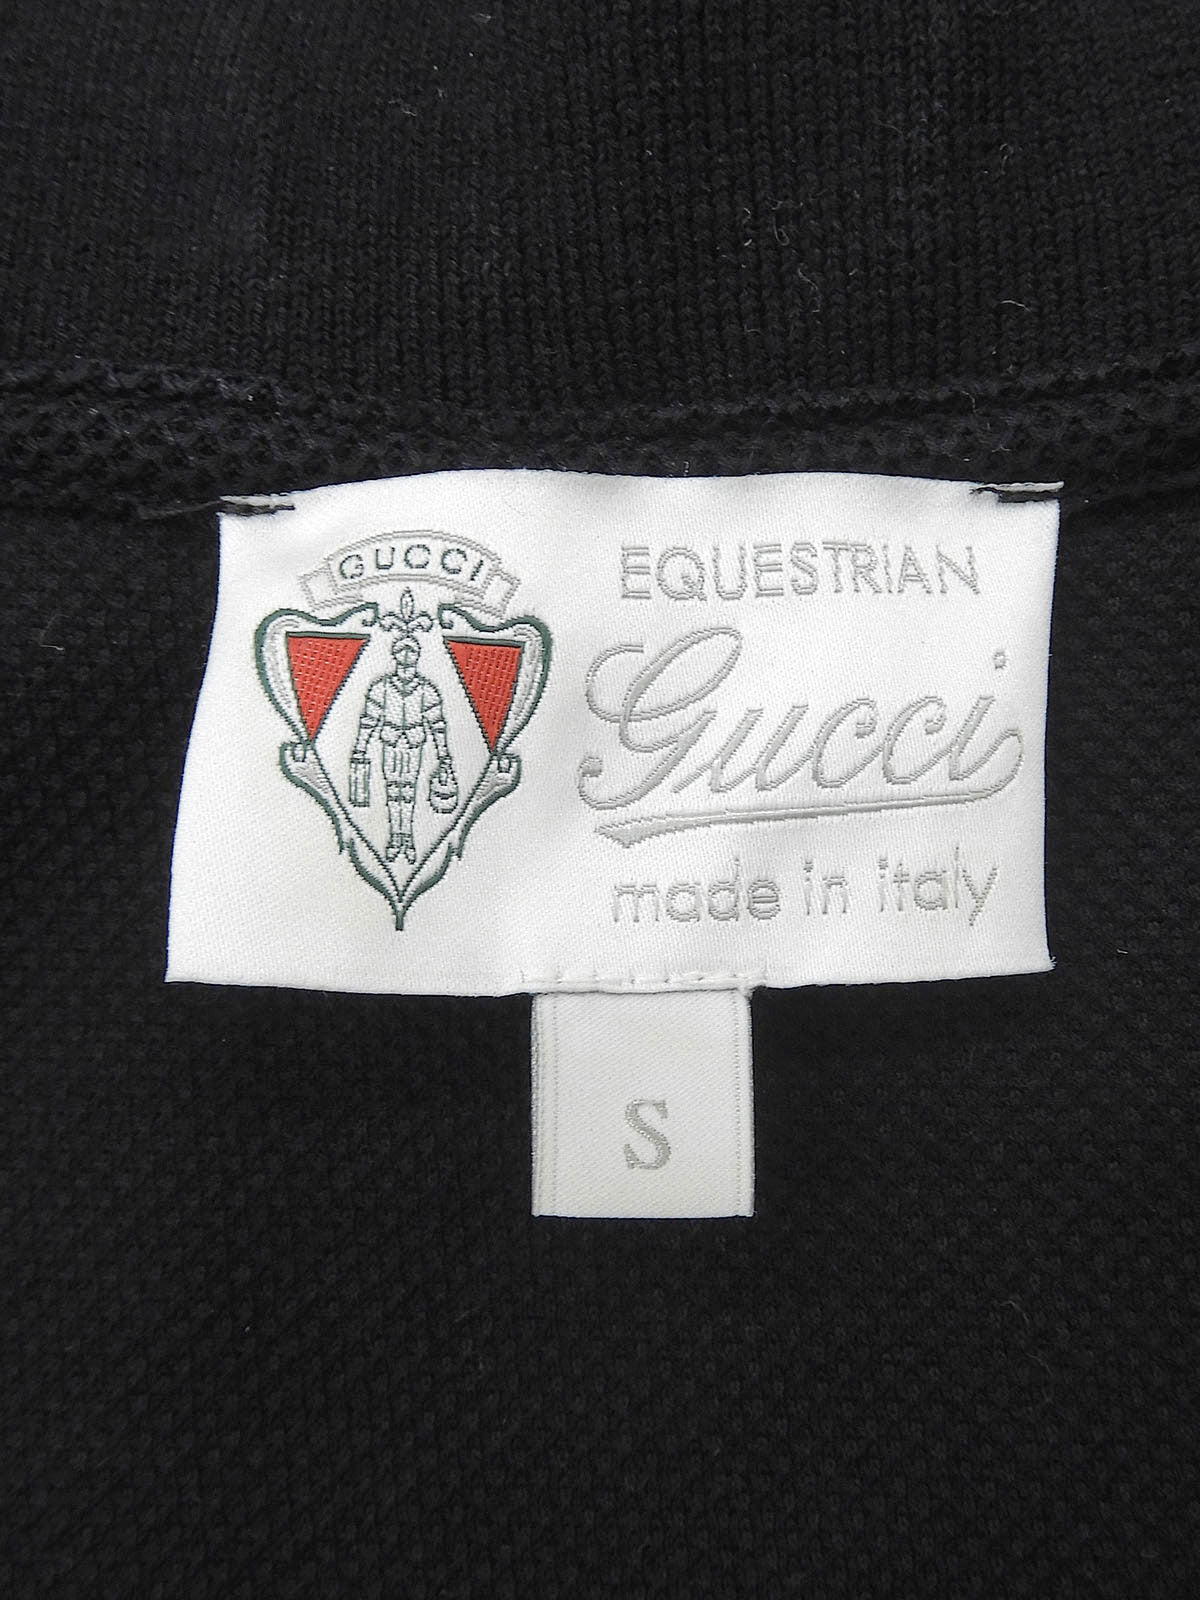 GUCCI
EQUESTRIAN
Gucci
made in italy
S